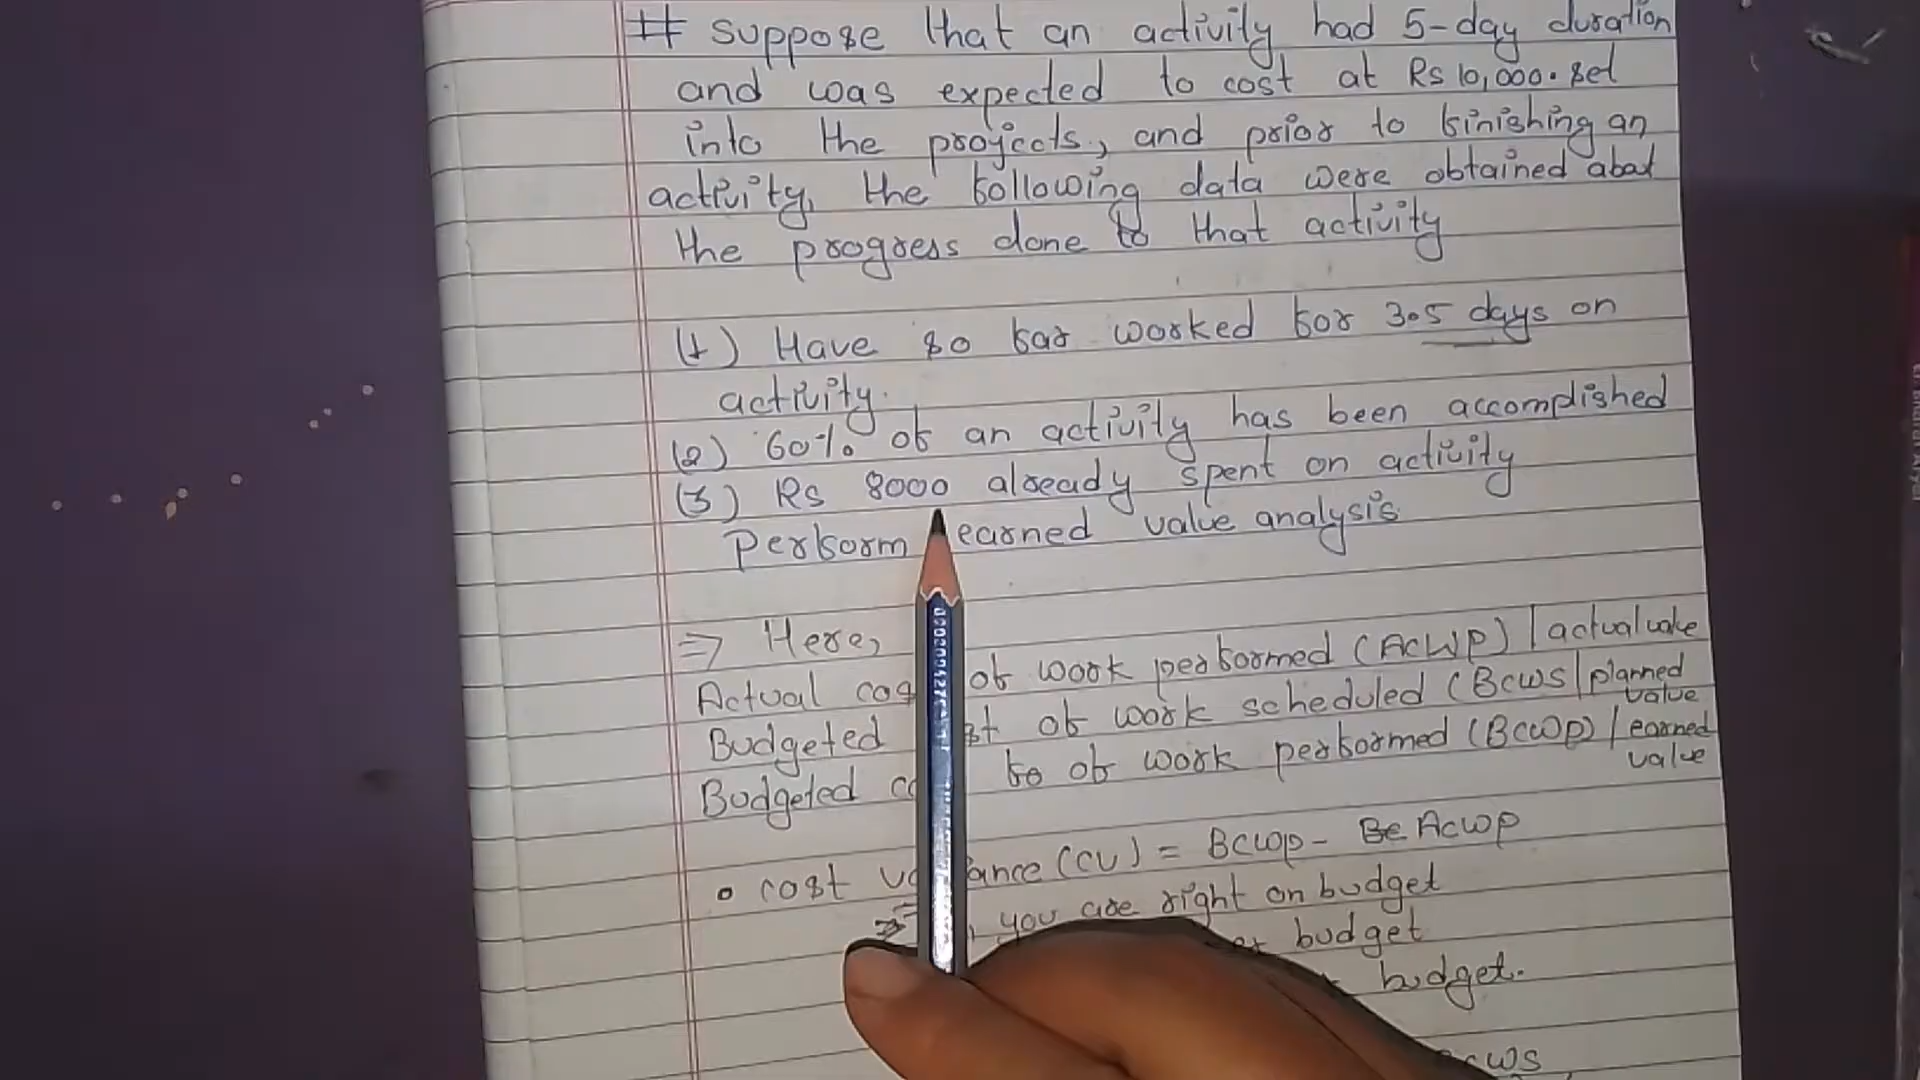 # suppose that an activity had 5-day duration
and was expected to cost at Rs 10,000. set
into the projects, and prior to finishing an
activity, the following data were obtained about
the progress done to that activity
(1) Have so far worked for 3.5 days on
activity.
(2) 60% of an activity has been accomplished
(3) Rs 8000 already spent on activity
Perform earned value analysis
⇒ Here,
Actual of work performed (ACWP) | actual value
Budgeted of work scheduled (BCWS | planned value
Budgeted to of work performed (BCWP) / earned value
• cost (CV) = BCWP - Be ACWP
you are right on budget
budget
budget.